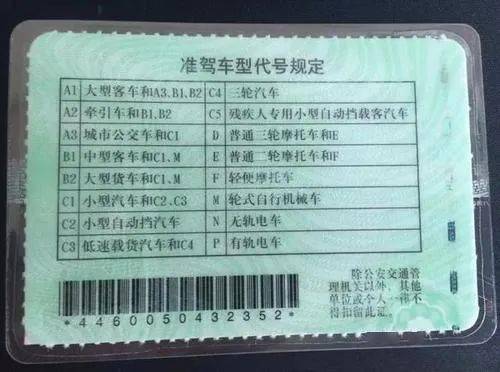 准驾车型代号规定
A1 大型客车和A3、B1、B2 C4 三轮汽车
A2 牵引车和B1、B2 C5 残疾人专用小型自动挡载客汽车
A3 城市公交车和C1 D 普通三轮摩托车和E
B1 中型客车和C1、M E 普通二轮摩托车和F
B2 大型货车和C1、M F 轻便摩托车
C1 小型汽车和C2、C3 M 轮式自行机械车
C2 小型自动挡汽车 N 无轨电车
C3 低速载货汽车和C4 P 有轨电车
*4460050432352*
除公安交通管
理机关以外，其他
单位或个人一律不
得扣留此证。